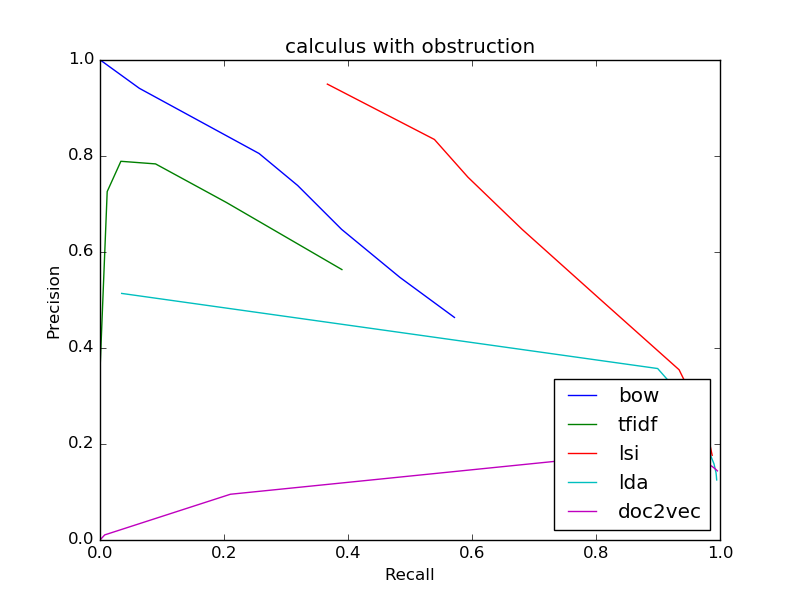 calculus with obstruction
1.0
0.8
0.6
0.4
0.2
0.0
Precision
0.0 0.2 0.4 0.6 0.8 1.0
Recall
bow
tfidf
lsi
lda
doc2vec